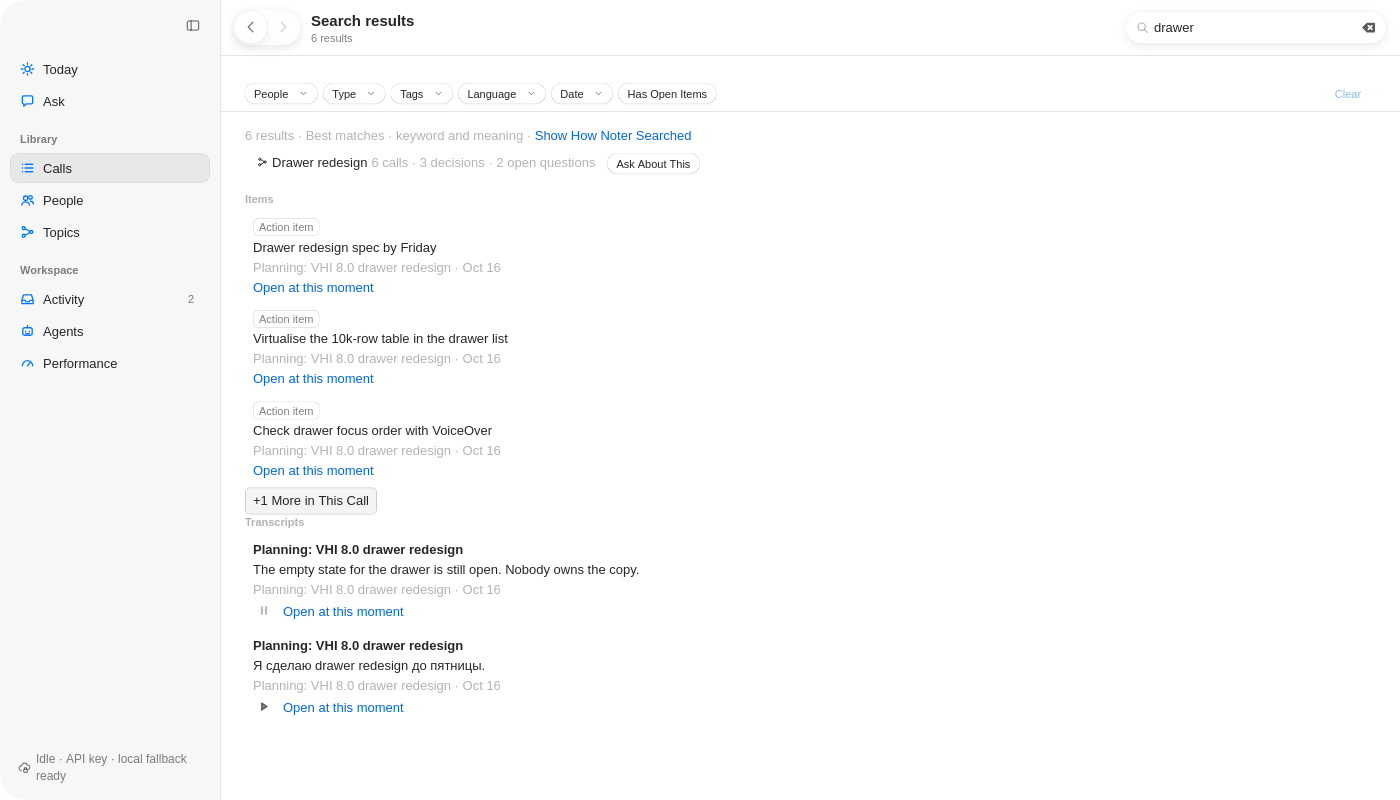 Search results
6 results
drawer
Today
Ask
Library
Calls
People
Topics
Workspace
Activity 2
Agents
Performance
Idle · API key · local fallback
ready
People Type Tags Language Date Has Open Items Clear
6 results · Best matches · keyword and meaning · Show How Noter Searched
Drawer redesign 6 calls · 3 decisions · 2 open questions Ask About This
Items
Action item
Drawer redesign spec by Friday
Planning: VHI 8.0 drawer redesign · Oct 16
Open at this moment
Action item
Virtualise the 10k-row table in the drawer list
Planning: VHI 8.0 drawer redesign · Oct 16
Open at this moment
Action item
Check drawer focus order with VoiceOver
Planning: VHI 8.0 drawer redesign · Oct 16
Open at this moment
+1 More in This Call
Transcripts
Planning: VHI 8.0 drawer redesign
The empty state for the drawer is still open. Nobody owns the copy.
Planning: VHI 8.0 drawer redesign · Oct 16
Open at this moment
Planning: VHI 8.0 drawer redesign
Я сделаю drawer redesign до пятницы.
Planning: VHI 8.0 drawer redesign · Oct 16
Open at this moment